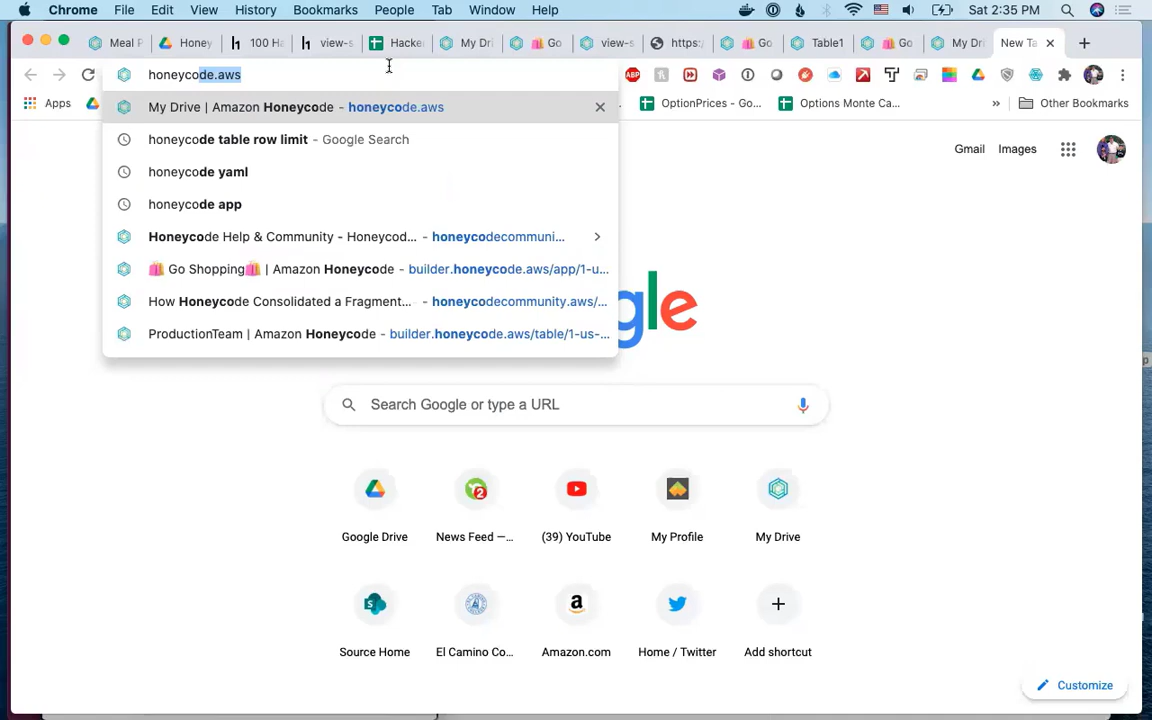 Chrome File Edit View History Bookmarks People Tab Window Help Sat 2:35 PM
Meal P Honey 100 Ha view-s Hacker My Dri Go view-s https: Go Table1 Go My Dri New Ta
honeycode.aws
Apps OptionPrices - Go... Options Monte Ca... » Other Bookmarks
My Drive | Amazon Honeycode - honeycode.aws
honeycode table row limit - Google Search
honeycode yaml
honeycode app
Honeycode Help & Community - Honeycod... - honeycodecommuni...
🛍️ Go Shopping🛍️ | Amazon Honeycode - builder.honeycode.aws/app/1-u...
How Honeycode Consolidated a Fragment... - honeycodecommunity.aws/...
ProductionTeam | Amazon Honeycode - builder.honeycode.aws/table/1-us-...
Gmail Images
gle
Search Google or type a URL
Google Drive News Feed —... (39) YouTube My Profile My Drive
Source Home El Camino Co... Amazon.com Home / Twitter Add shortcut
Customize